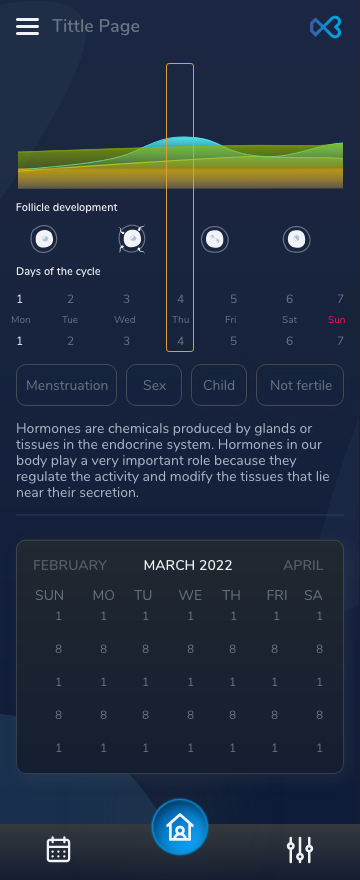 Tittle Page
Follicle development
Days of the cycle
1 2 3 4 5 6 7
Mon Tue Wed Thu Fri Sat Sun
1 2 3 4 5 6 7
Menstruation Sex Child Not fertile
Hormones are chemicals produced by glands or
tissues in the endocrine system. Hormones in our
body play a very important role because they
regulate the activity and modify the tissues that lie
near their secretion.
FEBRUARY MARCH 2022 APRIL
SUN MO TU WE TH FRI SA
1 1 1 1 1 1 1
8 8 8 8 8 8 8
1 1 1 1 1 1 1
8 8 8 8 8 8 8
1 1 1 1 1 1 1